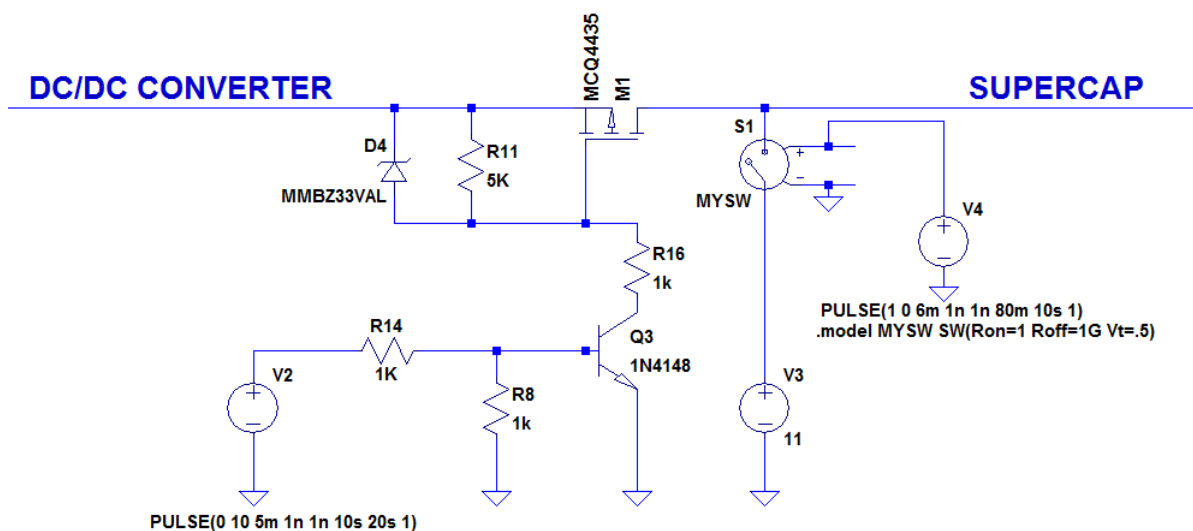 DC/DC CONVERTER
MCQ4435
M1
SUPERCAP
D4
MMBZ33VAL
R11
5K
S1
+
−
MYSW
V4
+
−
R16
1k
PULSE(1 0 6m 1n 1n 80m 10s 1)
.model MYSW SW(Ron=1 Roff=1G Vt=.5)
R14
1K
Q3
1N4148
V2
+
−
R8
1k
V3
+
−
11
PULSE(0 10 5m 1n 1n 10s 20s 1)